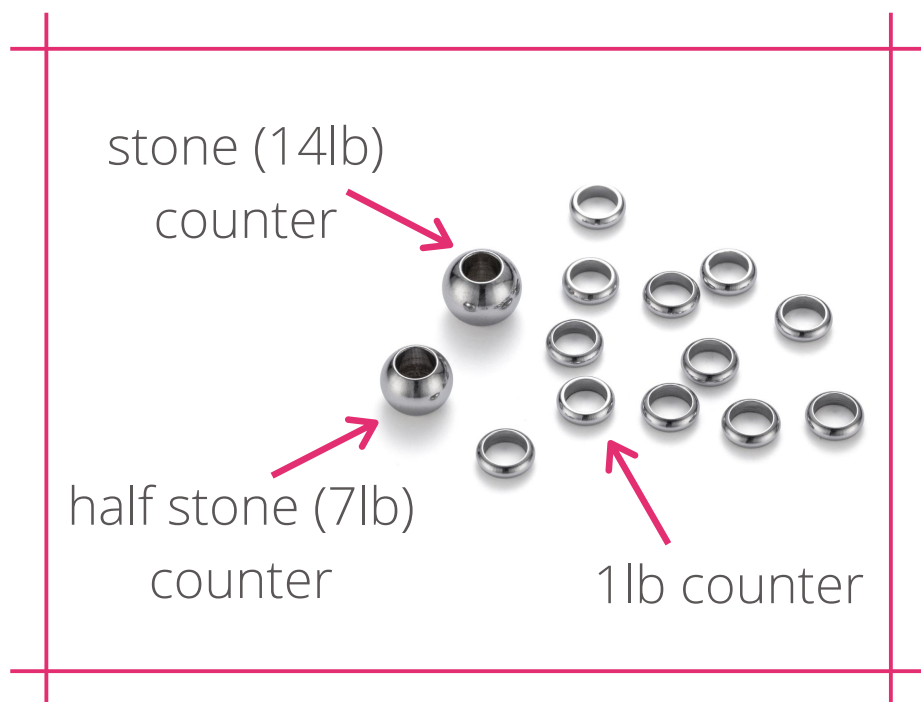 stone (14lb)
counter
half stone (7lb)
counter
1lb counter